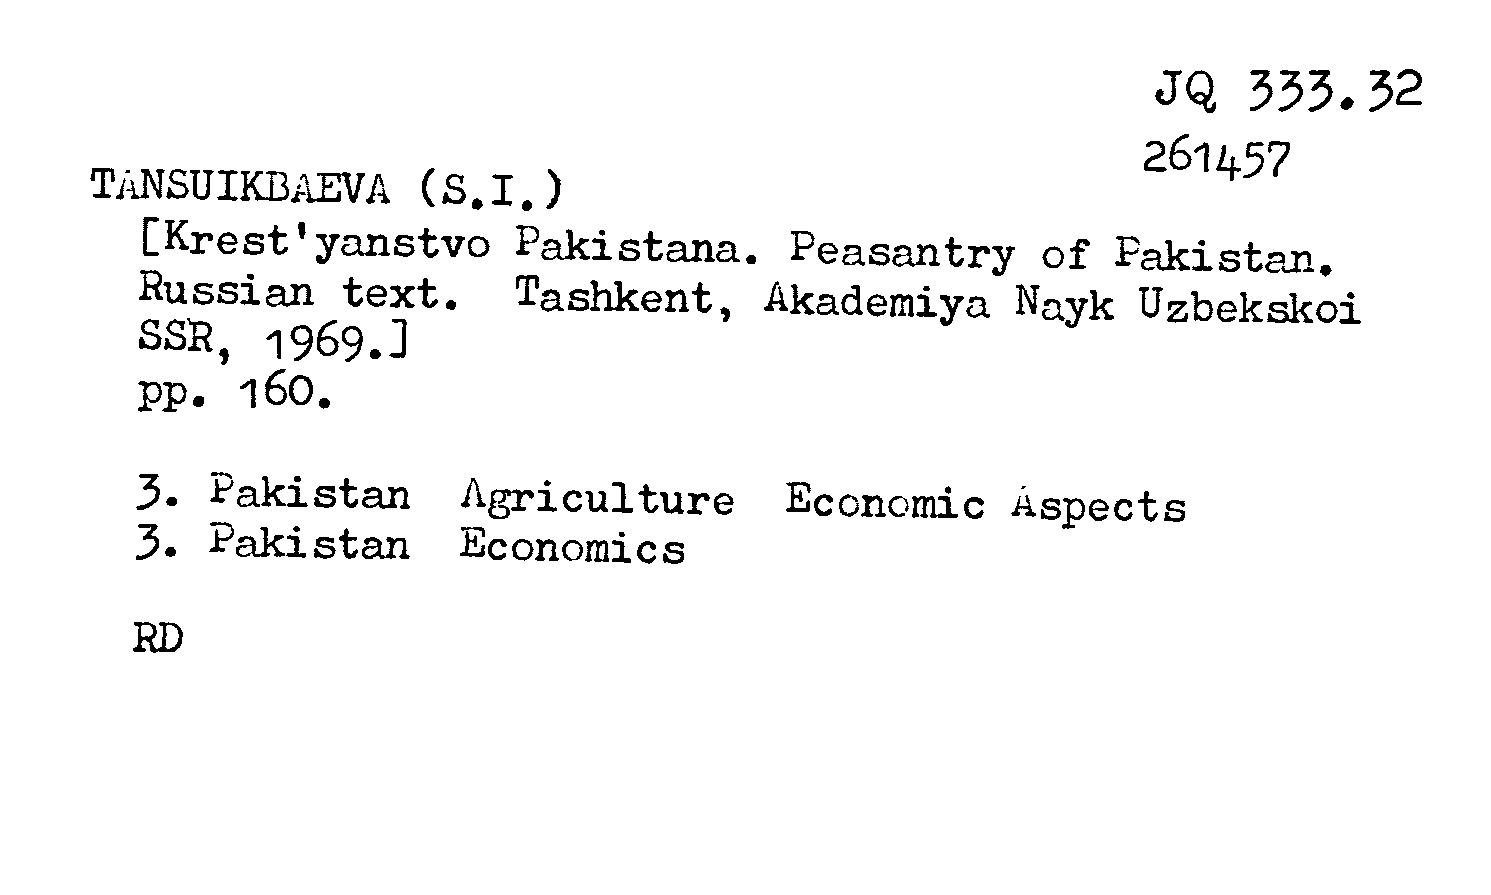 JQ 333.32
261457
TANSUIKBAEVA (S.I.)
[Krest'yanstvo Pakistana. Peasantry of Pakistan.
Russian text. Tashkent, Akademiya Nayk Uzbekskoi
SSR, 1969.]
pp. 160.
3. Pakistan Agriculture Economic Aspects
3. Pakistan Economics
RD